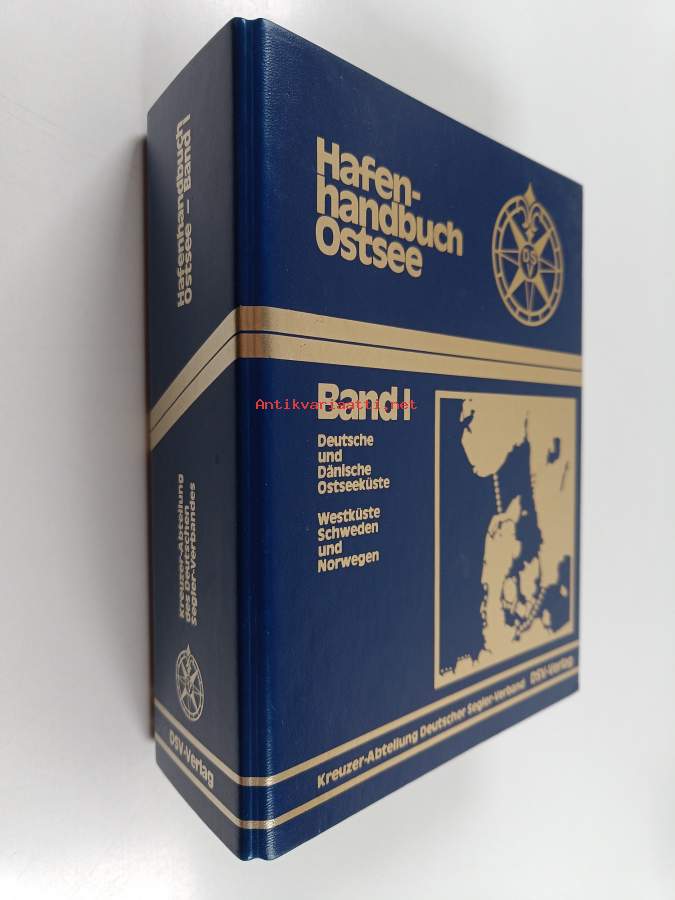 Hafenhandbuch
Ostsee – Band I
Kreuzer-Abteilung
des Deutschen
Segler-Verbandes
DSV-Verlag
Hafen-
handbuch
Ostsee
DSV
Band I
Antikvariaatti.net
Deutsche
und
Dänische
Ostseeküste
Westküste
Schweden
und
Norwegen
Kreuzer-Abteilung Deutscher Segler-Verband DSV-Verlag